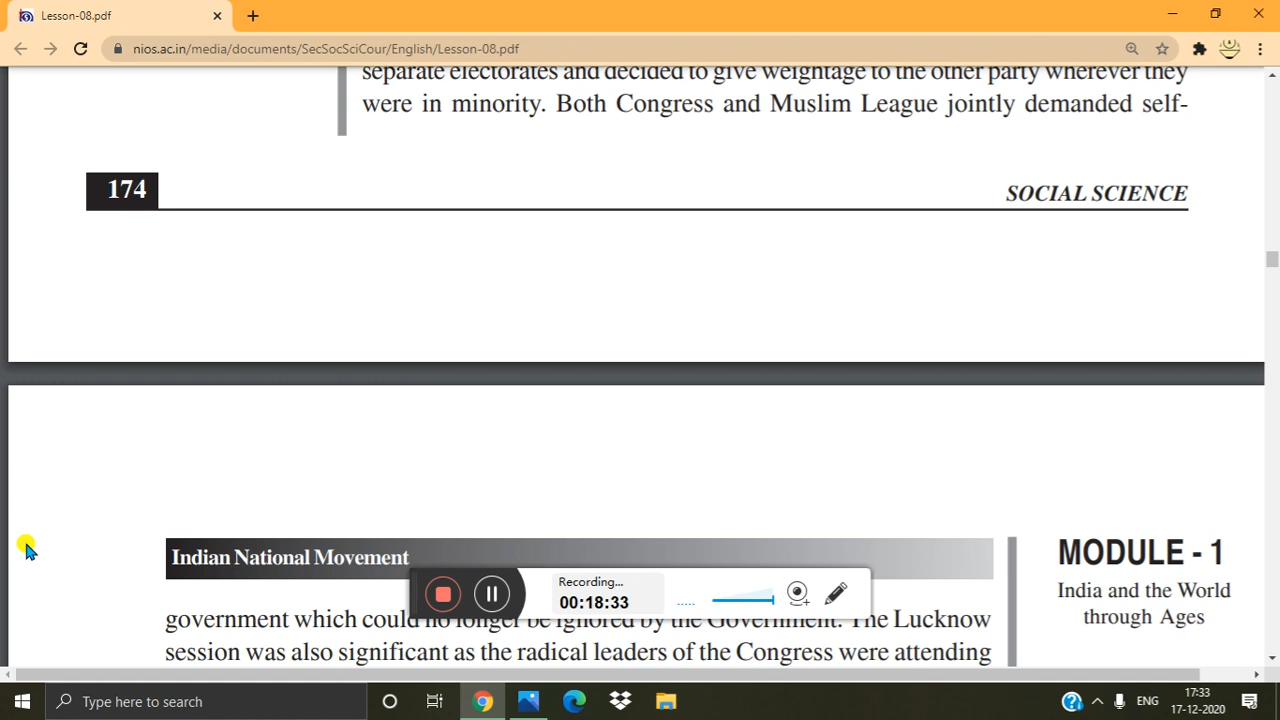 Lesson-08.pdf
nios.ac.in/media/documents/SecSocSciCour/English/Lesson-08.pdf
separate electorates and decided to give weightage to the other party wherever they
were in minority. Both Congress and Muslim League jointly demanded self-
174
SOCIAL SCIENCE
Indian National Movement
MODULE - 1
India and the World
through Ages
Recording...
00:18:33
government which could no longer be ignored by the Government. The Lucknow
session was also significant as the radical leaders of the Congress were attending
Type here to search
ENG
17:33
17-12-2020